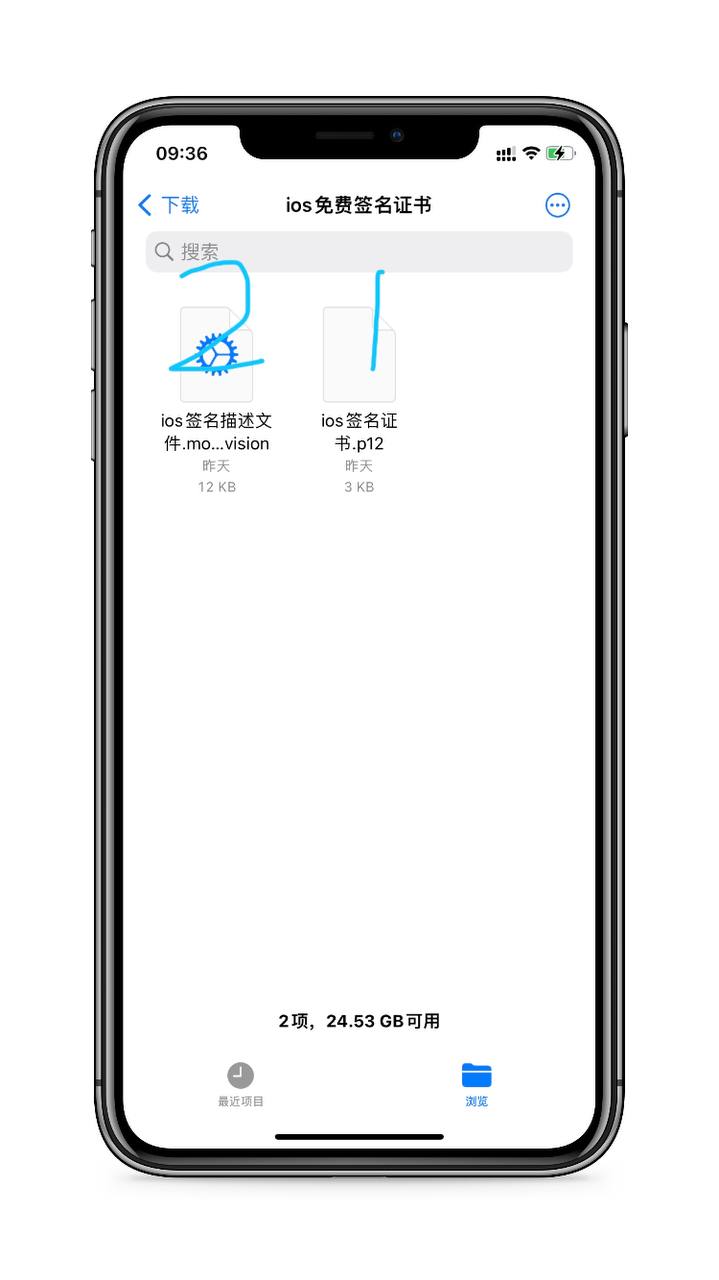 09:36
下载
ios免费签名证书
搜索
2
1
ios签名描述文
件.mo...vision
昨天
12 KB
ios签名证
书.p12
昨天
3 KB
2项，24.53 GB可用
最近项目
浏览